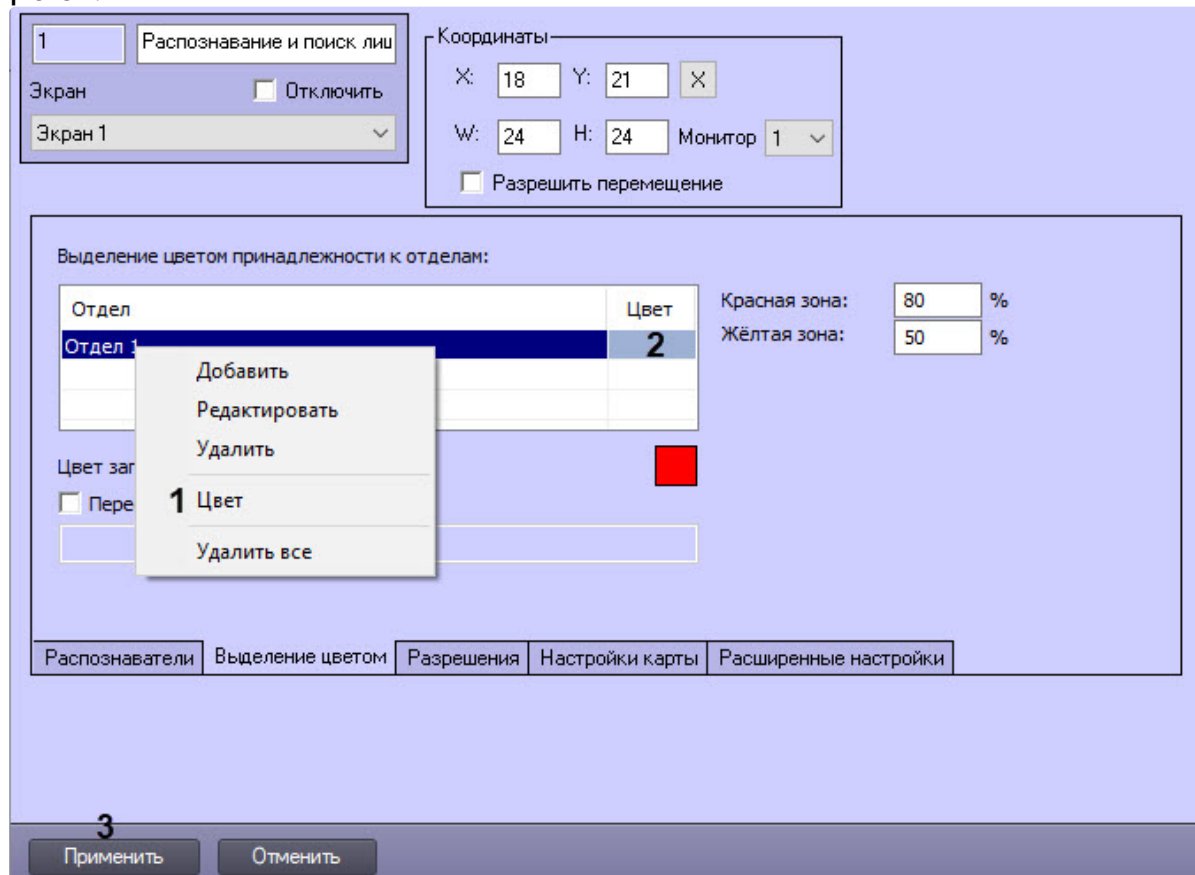 1 Распознавание и поиск лиц
Экран Отключить
Экран 1
Координаты
X: 18 Y: 21 X
W: 24 H: 24 Монитор 1
Разрешить перемещение
Выделение цветом принадлежности к отделам:
Отдел Цвет
Отдел 1 2
Добавить
Редактировать
Удалить
1 Цвет
Удалить все
Цвет заг
Пере
Красная зона: 80 %
Жёлтая зона: 50 %
Распознаватели Выделение цветом Разрешения Настройки карты Расширенные настройки
3
Применить Отменить